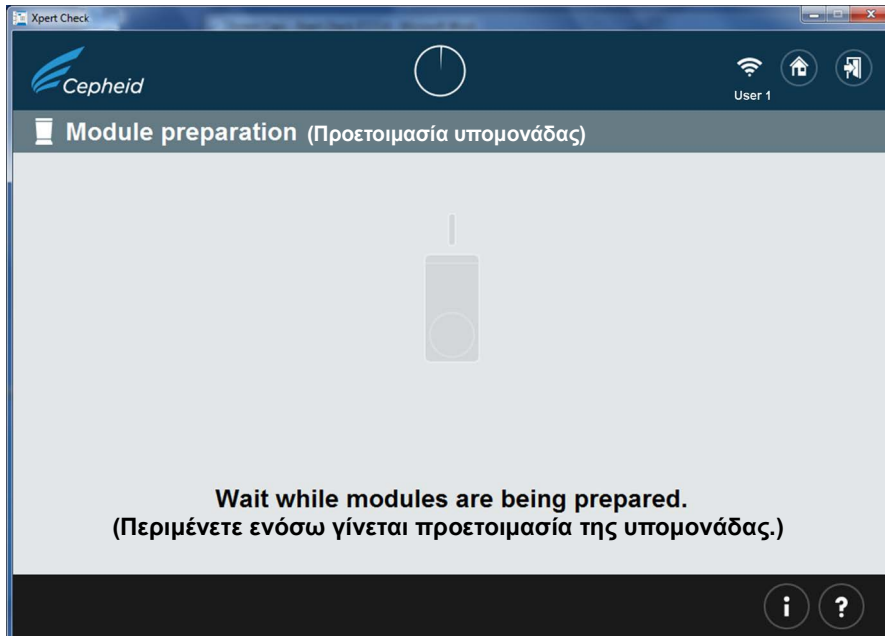 Xpert Check
Cepheid
User 1
Module preparation (Προετοιμασία υπομονάδας)
Wait while modules are being prepared.
(Περιμένετε ενόσω γίνεται προετοιμασία της υπομονάδας.)
i ?